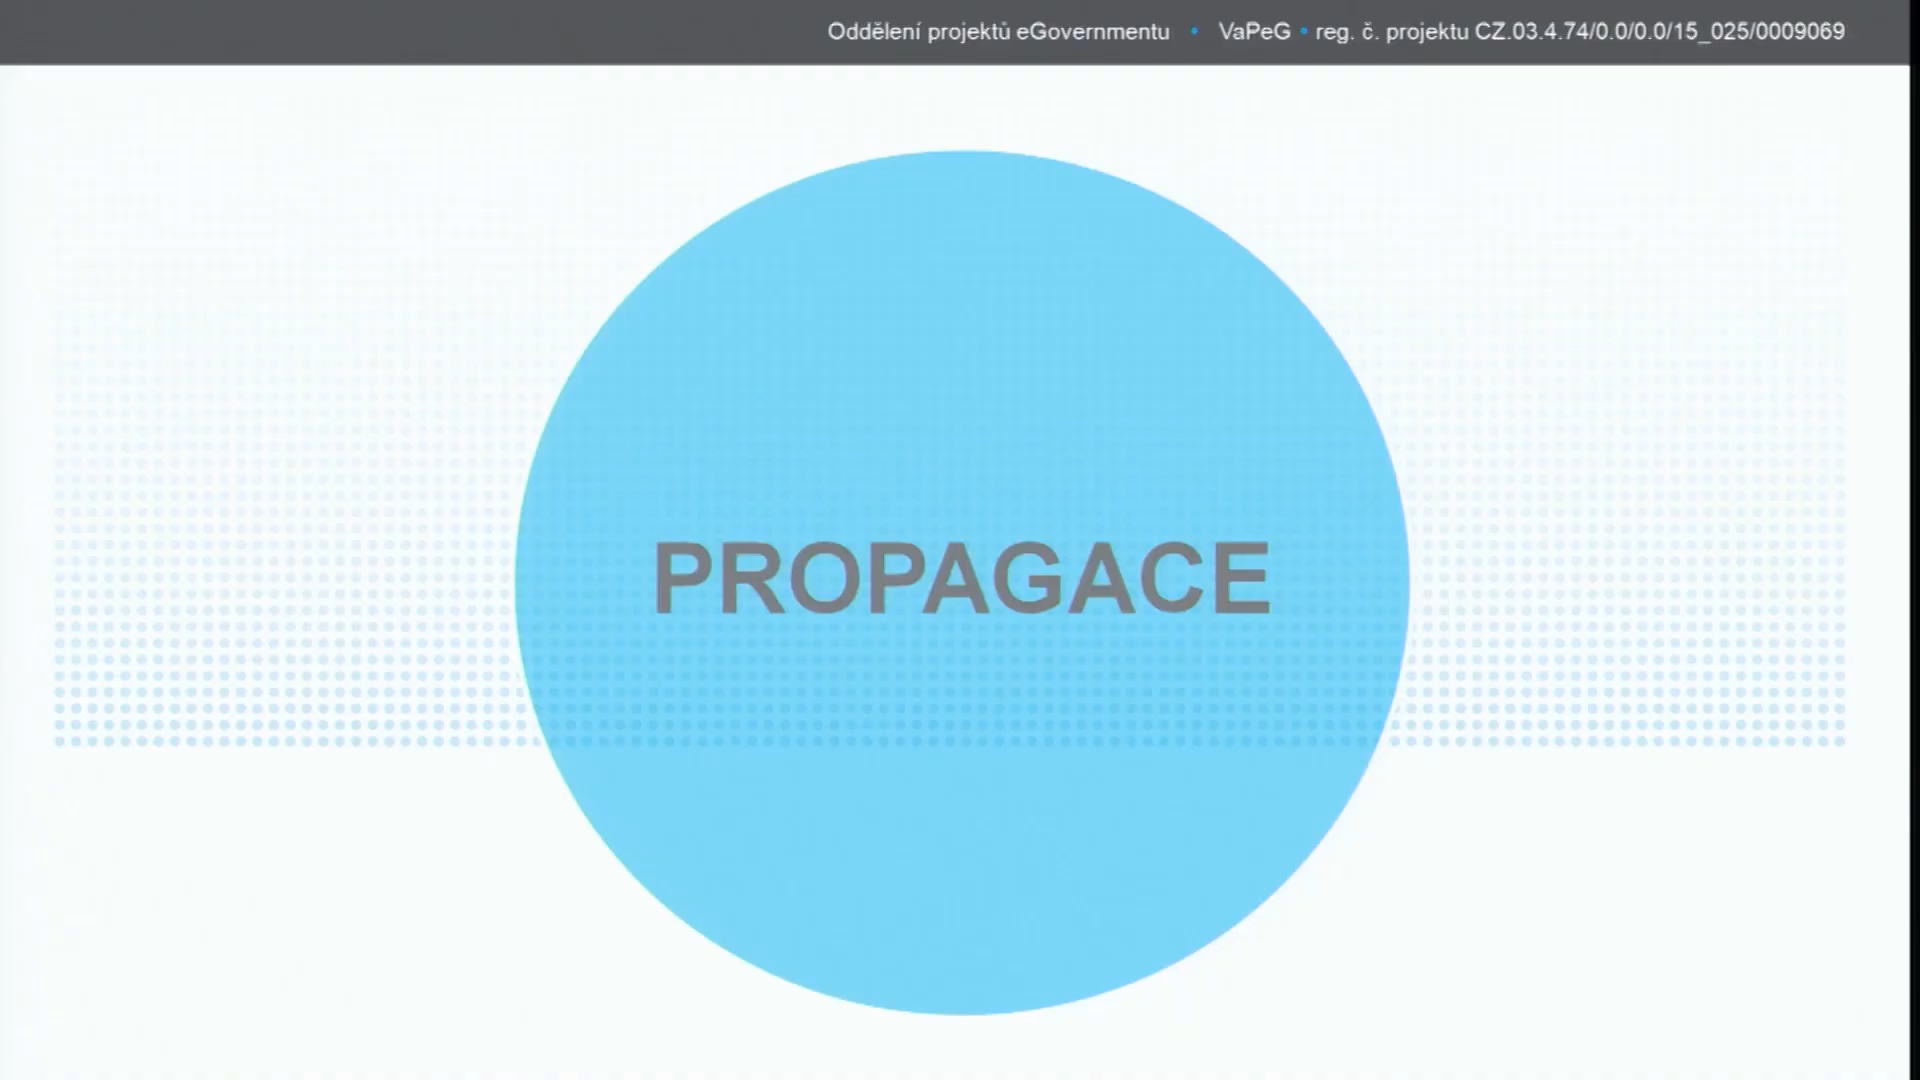 Oddělení projektů eGovernmentu • VaPeG • reg. č. projektu CZ.03.4.74/0.0/0.0/15_025/0009069
PROPAGACE